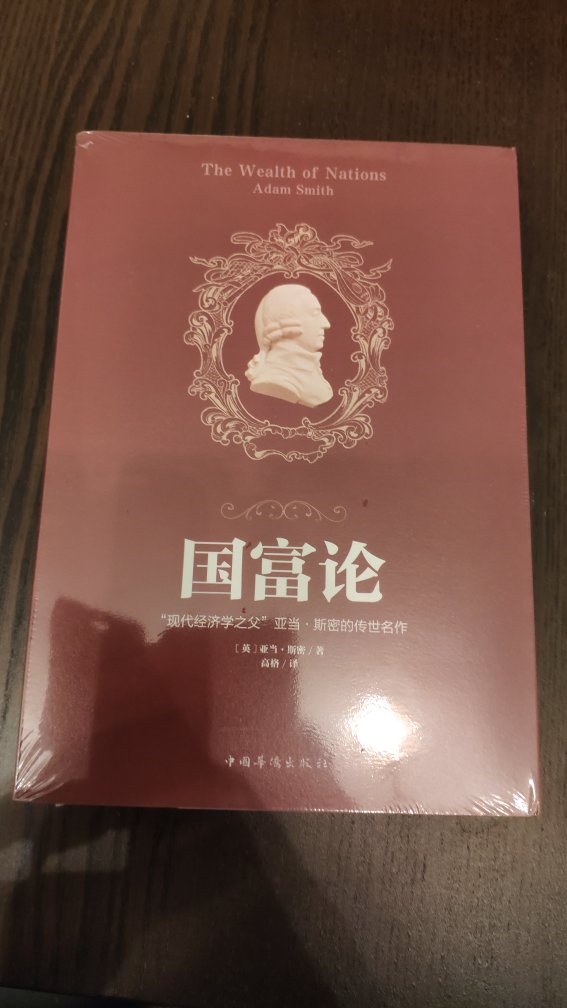 The Wealth of Nations
Adam Smith
国富论
“现代经济学之父”亚当·斯密的传世名作
[英]亚当·斯密/著
高格/译
中国华侨出版社